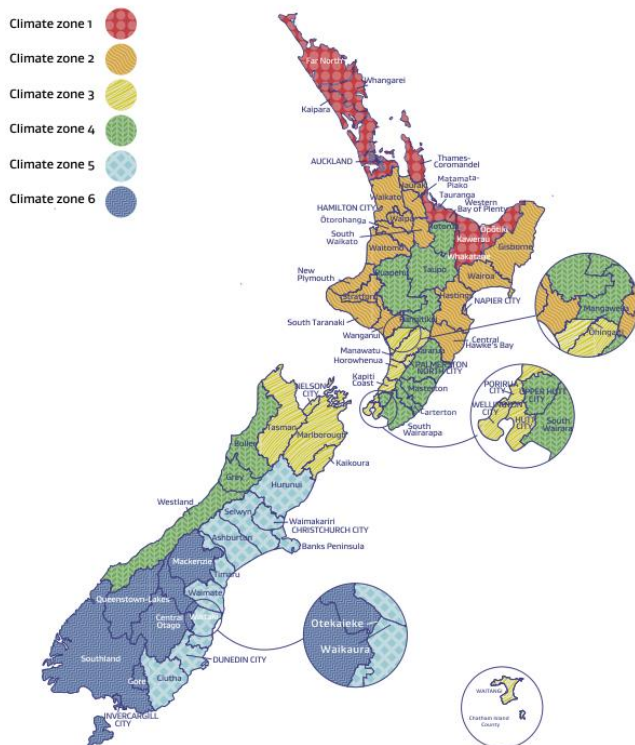 Climate zone 1
Climate zone 2
Climate zone 3
Climate zone 4
Climate zone 5
Climate zone 6
Far North
Whangarei
Kaipara
AUCKLAND
Thames-
Coromandel
Hauraki
Matamata-
Piako
Waikato
Tauranga
Western
Bay of Plenty
HAMILTON CITY
Waipa
Ōtorohanga
Rotorua
Opōtiki
Kawerau
South
Waikato
Gisborne
Waitomo
Whakatane
Taupo
Ruapehu
Wairoa
New
Plymouth
Stratford
Hastings
NAPIER CITY
South Taranaki
Rangitikei
Wanganui
Central
Hawke's Bay
Manawatu
Horowhenua
Tararua
PALMERSTON
NORTH CITY
Kapiti
Coast
Masterton
Carterton
South
Wairarapa
Mangaweka
Ohingaiti
PORIRUA
CITY
UPPER HUTT
CITY
WELLINGTON
CITY
HUTT
CITY
South
Wairara
NELSON
CITY
Tasman
Marlborough
Buller
Kaikoura
Grey
Hurunui
Westland
Selwyn
Waimakariri
CHRISTCHURCH CITY
Ashburton
Banks Peninsula
Mackenzie
Timaru
Waimate
Queenstown-Lakes
Waitaki
Central
Otago
Otekaieke
Waikaura
Southland
DUNEDIN CITY
Clutha
Gore
INVERCARGILL
CITY
WAITANGI
Chatham Island
County